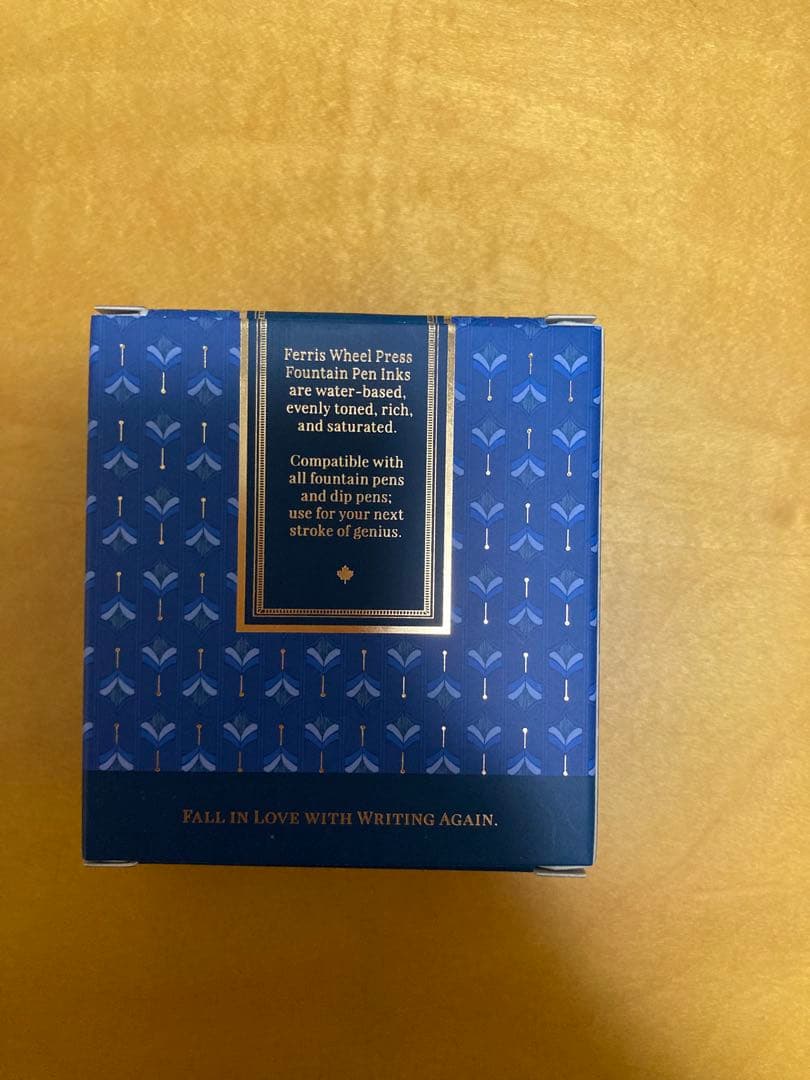 Ferris Wheel Press
Fountain Pen Inks
are water-based,
evenly toned, rich,
and saturated.
Compatible with
all fountain pens
and dip pens;
use for your next
stroke of genius.
FALL IN LOVE WITH WRITING AGAIN.